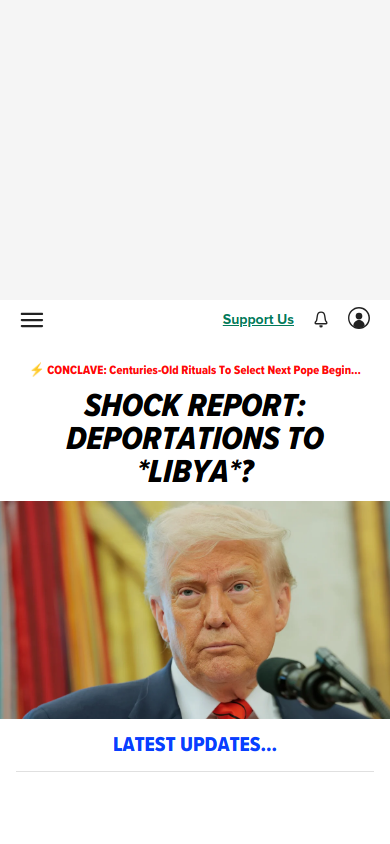 Support Us
⚡ CONCLAVE: Centuries-Old Rituals To Select Next Pope Begin...
SHOCK REPORT:
DEPORTATIONS TO
*LIBYA*?
LATEST UPDATES...